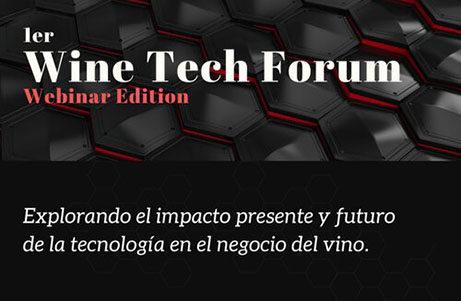 1er
Wine Tech Forum
Webinar Edition
Explorando el impacto presente y futuro
de la tecnología en el negocio del vino.